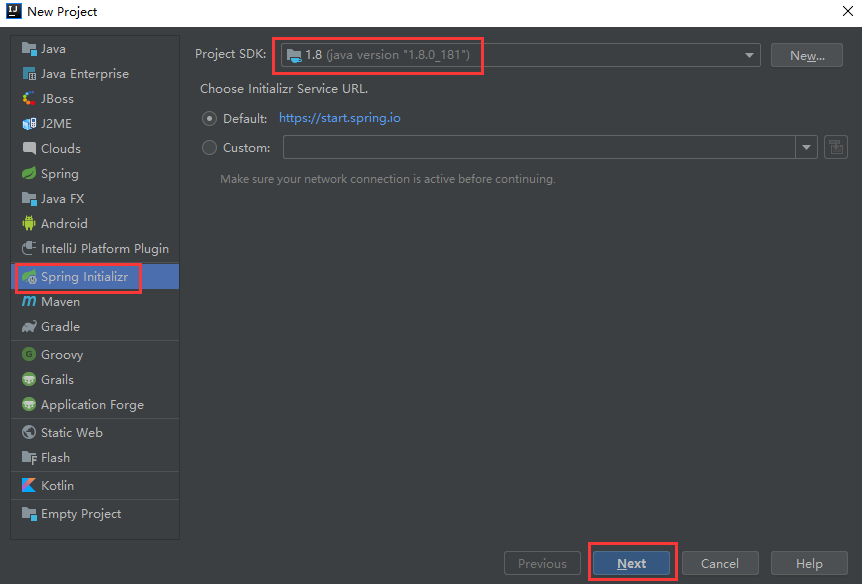 New Project
Java
Java Enterprise
JBoss
J2ME
Clouds
Spring
Java FX
Android
IntelliJ Platform Plugin
Spring Initializr
Maven
Gradle
Groovy
Grails
Application Forge
Static Web
Flash
Kotlin
Empty Project
Project SDK: 1.8 (java version "1.8.0_181") New...
Choose Initializr Service URL.
Default: https://start.spring.io
Custom:
Make sure your network connection is active before continuing.
Previous Next Cancel Help